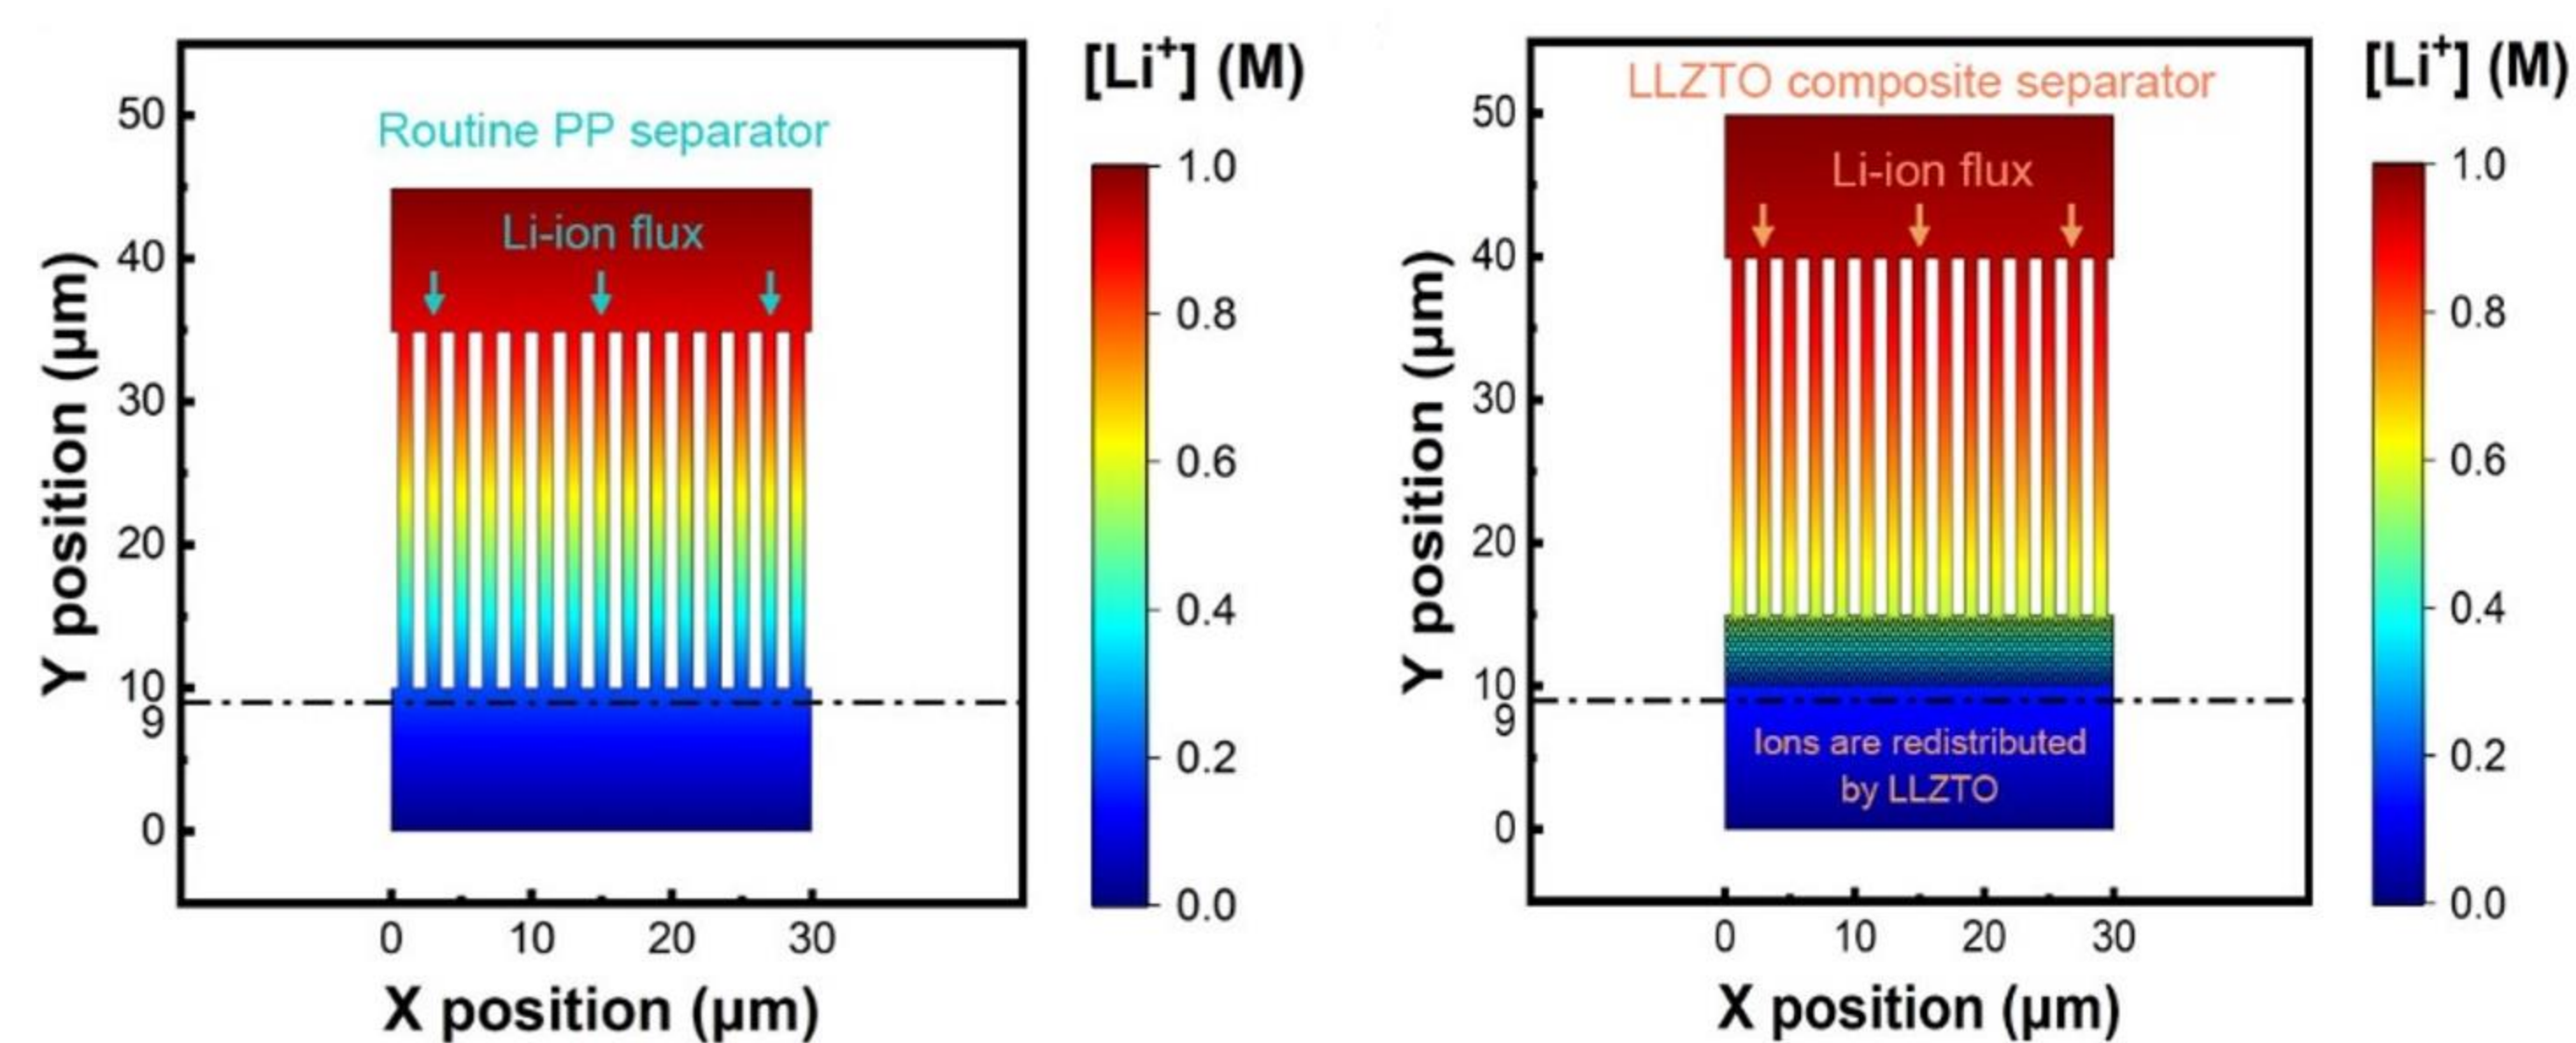 [Li⁺] (M)
Routine PP separator
Li-ion flux
Y position (µm)
50
40
30
20
10
9
0
0 10 20 30
X position (µm)
1.0
0.8
0.6
0.4
0.2
0.0
[Li⁺] (M)
LLZTO composite separator
Li-ion flux
Ions are redistributed
by LLZTO
Y position (µm)
50
40
30
20
10
9
0
0 10 20 30
X position (µm)
1.0
0.8
0.6
0.4
0.2
0.0